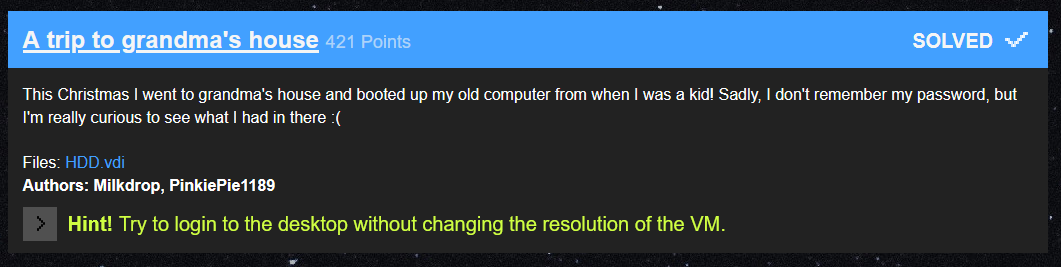 A trip to grandma's house 421 Points SOLVED
This Christmas I went to grandma's house and booted up my old computer from when I was a kid! Sadly, I don't remember my password, but
I'm really curious to see what I had in there :(
Files: HDD.vdi
Authors: Milkdrop, PinkiePie1189
Hint! Try to login to the desktop without changing the resolution of the VM.